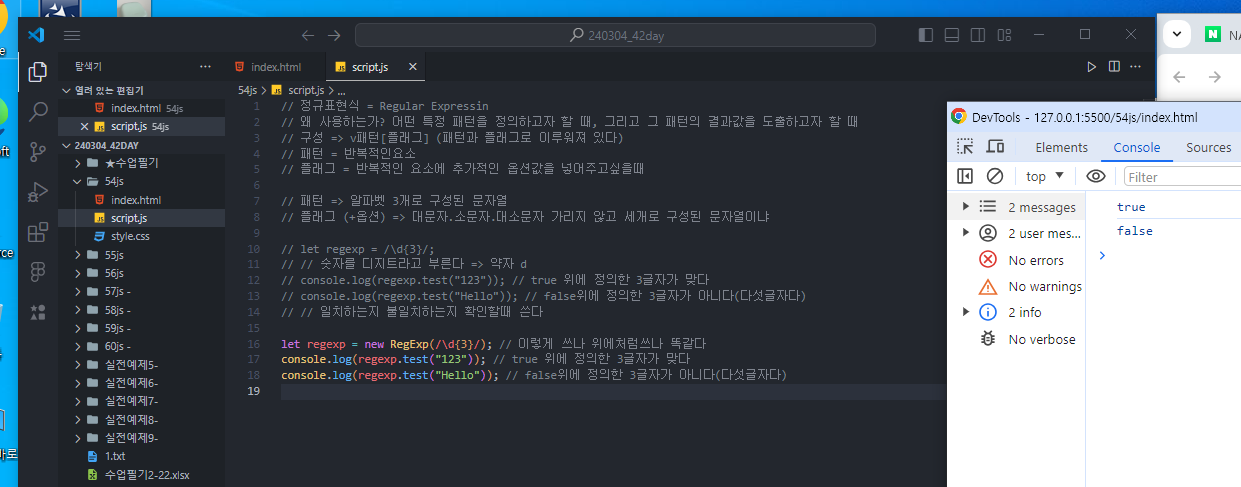 240304_42day
NA
탐색기
index.html
script.js
열려 있는 편집기
index.html 54js
script.js 54js
240304_42DAY
★수업필기
54js
index.html
script.js
style.css
55js
56js
57js -
58js -
59js -
60js -
실전예제5-
실전예제6-
실전예제7-
실전예제8-
실전예제9-
1.txt
수업필기2-22.xlsx
54js > script.js > ...
1 // 정규표현식 = Regular Expressin
2 // 왜 사용하는가? 어떤 특정 패턴을 정의하고자 할 때, 그리고 그 패턴의 결과값을 도출하고자 할 때
3 // 구성 => v패턴[플래그] (패턴과 플래그로 이루워져 있다)
4 // 패턴 = 반복적인요소
5 // 플래그 = 반복적인 요소에 추가적인 옵션값을 넣어주고싶을때
6
7 // 패턴 => 알파벳 3개로 구성된 문자열
8 // 플래그 (+옵션) => 대문자.소문자.대소문자 가리지 않고 세개로 구성된 문자열이냐
9
10 // let regexp = /\d{3}/;
11 // // 숫자를 디지트라고 부른다 => 약자 d
12 // console.log(regexp.test("123")); // true 위에 정의한 3글자가 맞다
13 // console.log(regexp.test("Hello")); // false위에 정의한 3글자가 아니다(다섯글자다)
14 // // 일치하는지 불일치하는지 확인할때 쓴다
15
16 let regexp = new RegExp(/\d{3}/); // 이렇게 쓰나 위에처럼쓰나 똑같다
17 console.log(regexp.test("123")); // true 위에 정의한 3글자가 맞다
18 console.log(regexp.test("Hello")); // false위에 정의한 3글자가 아니다(다섯글자다)
19
DevTools - 127.0.0.1:5500/54js/index.html
Elements Console Sources
top Filter
2 messages
2 user mes...
No errors
No warnings
2 info
No verbose
true
false